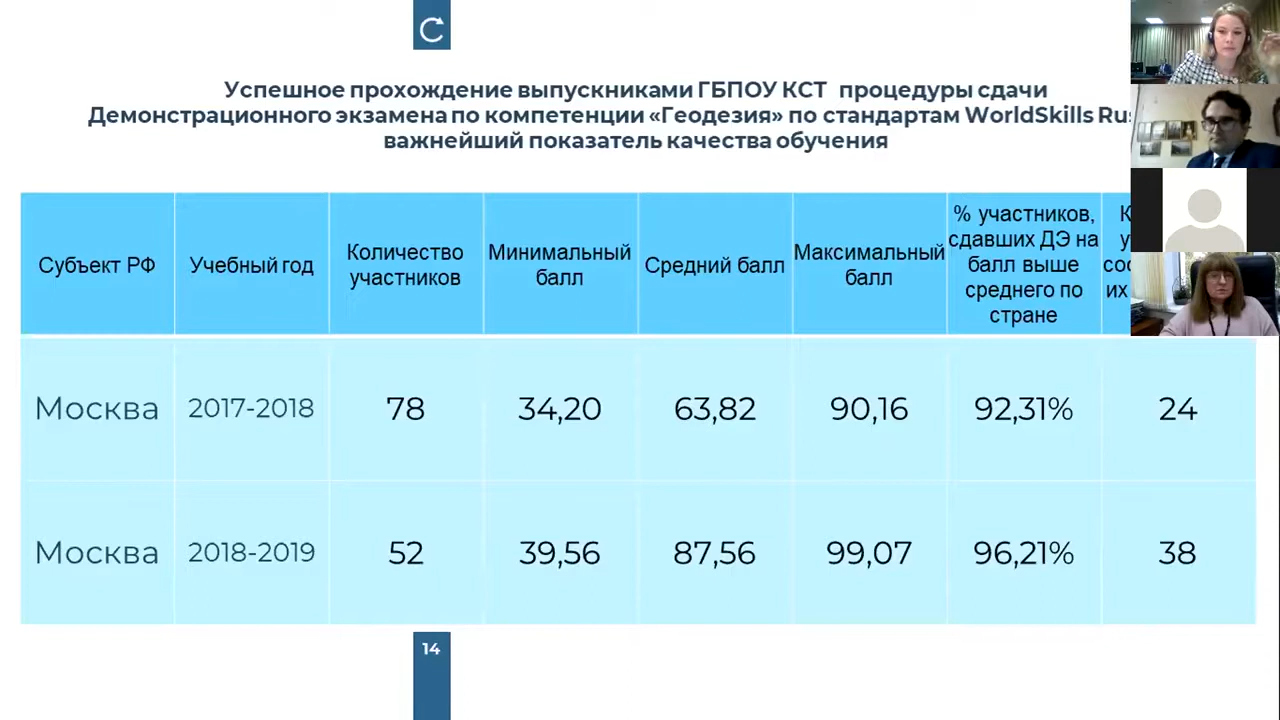 Успешное прохождение выпускниками ГБПОУ КСТ процедуры сдачи
Демонстрационного экзамена по компетенции «Геодезия» по стандартам WorldSkills
важнейший показатель качества обучения
Субъект РФ
Учебный год
Количество
участников
Минимальный
балл
Средний балл
Максимальный
балл
% участников,
сдавших ДЭ на
балл выше
среднего по
стране
их
Москва 2017-2018 78 34,20 63,82 90,16 92,31% 24
Москва 2018-2019 52 39,56 87,56 99,07 96,21% 38
14